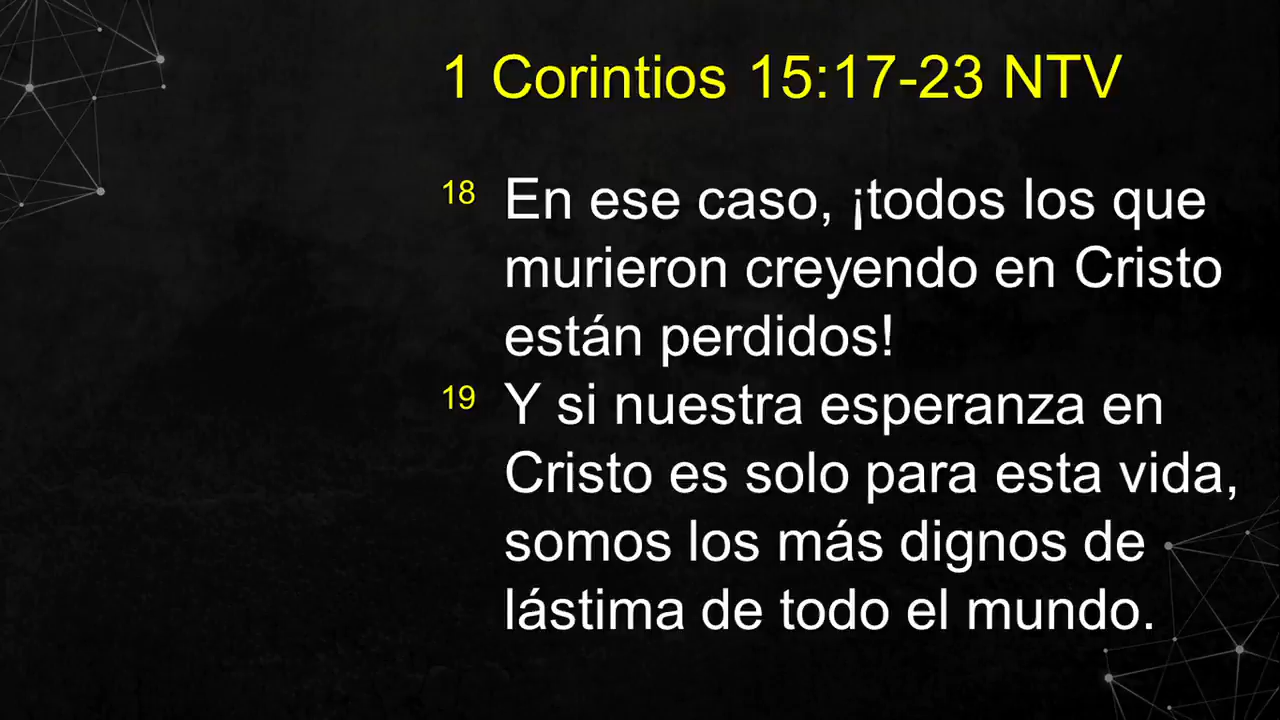 1 Corintios 15:17-23 NTV
18 En ese caso, ¡todos los que
murieron creyendo en Cristo
están perdidos!
19 Y si nuestra esperanza en
Cristo es solo para esta vida,
somos los más dignos de
lástima de todo el mundo.